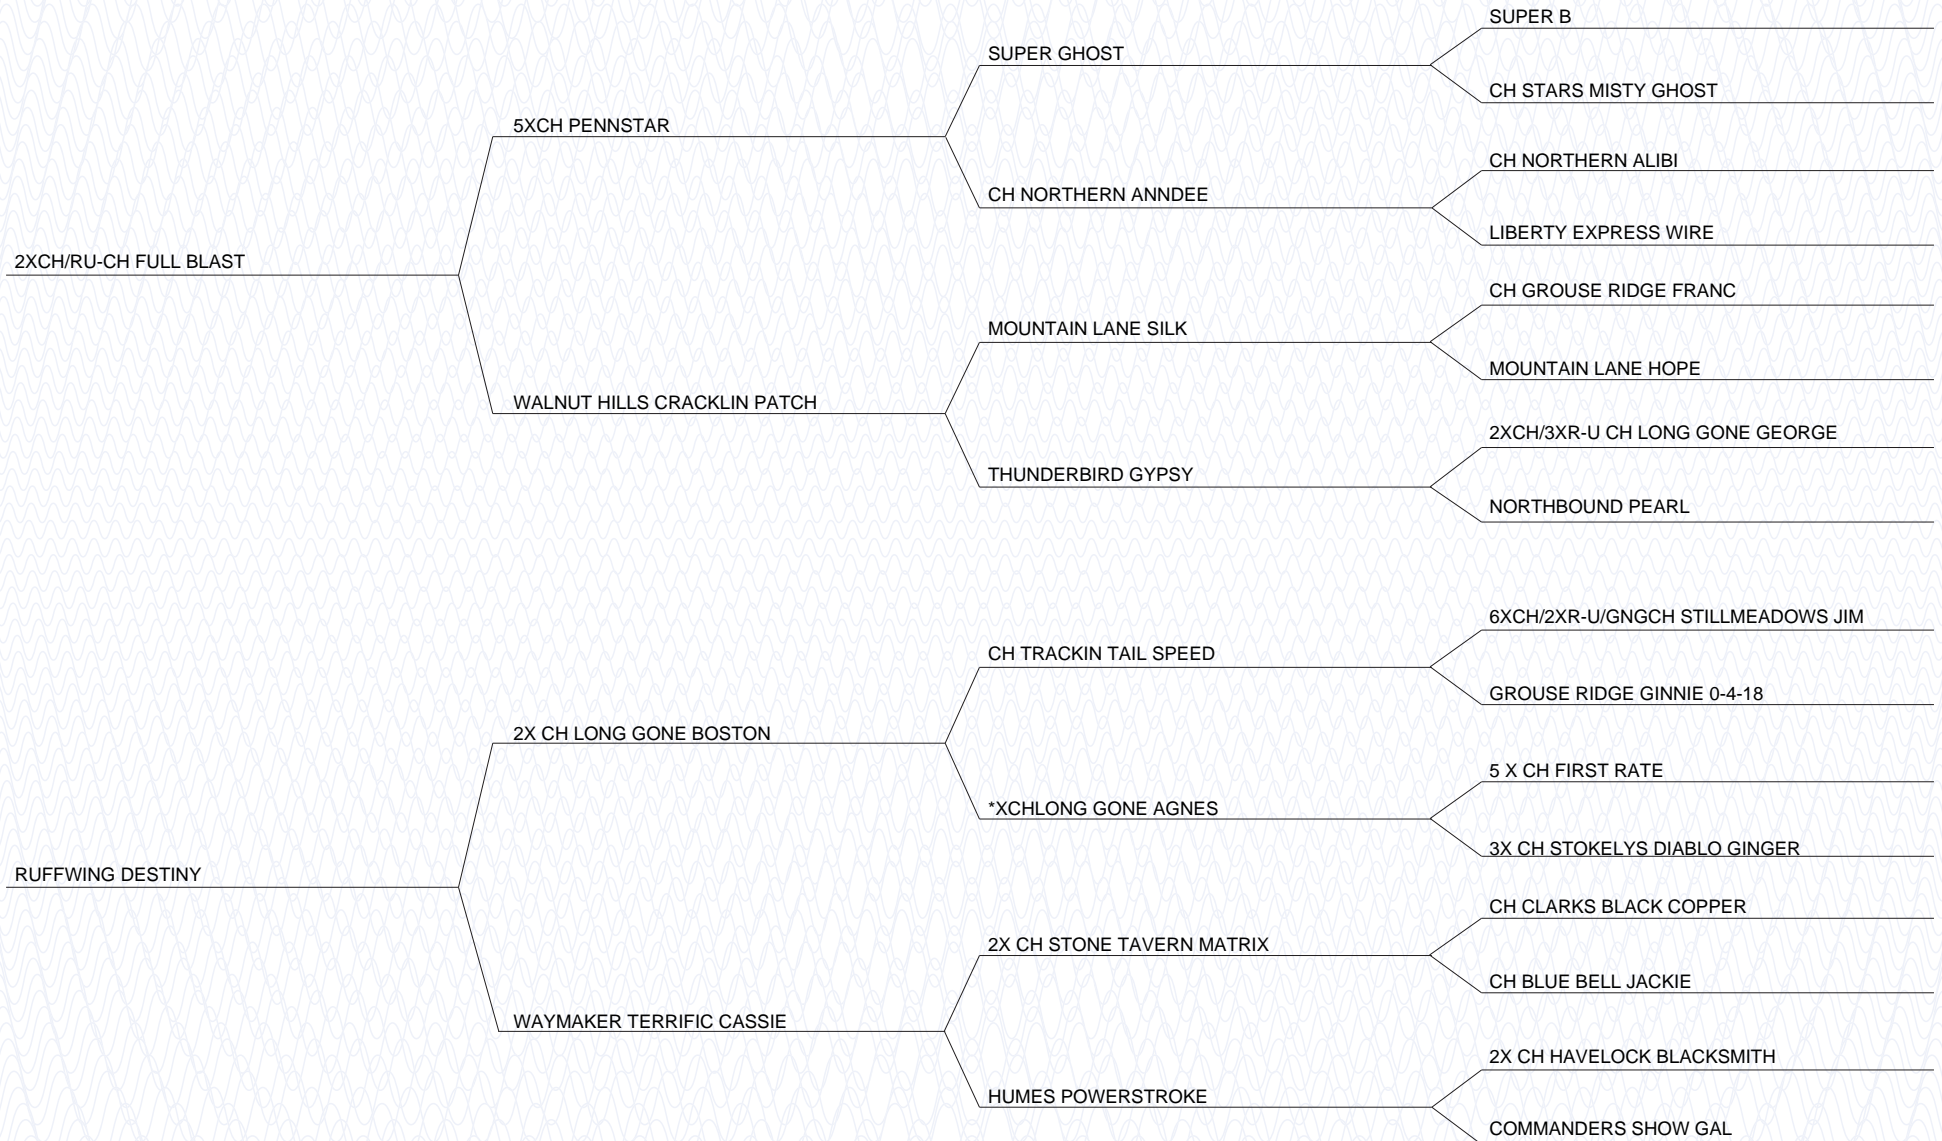 SUPER B
SUPER GHOST
CH STARS MISTY GHOST
5XCH PENNSTAR
CH NORTHERN ALIBI
CH NORTHERN ANNDEE
LIBERTY EXPRESS WIRE
2XCH/RU-CH FULL BLAST
CH GROUSE RIDGE FRANC
MOUNTAIN LANE SILK
MOUNTAIN LANE HOPE
WALNUT HILLS CRACKLIN PATCH
2XCH/3XR-U CH LONG GONE GEORGE
THUNDERBIRD GYPSY
NORTHBOUND PEARL
6XCH/2XR-U/GNGCH STILLMEADOWS JIM
CH TRACKIN TAIL SPEED
GROUSE RIDGE GINNIE 0-4-18
2X CH LONG GONE BOSTON
5 X CH FIRST RATE
*XCHLONG GONE AGNES
3X CH STOKELYS DIABLO GINGER
RUFFWING DESTINY
CH CLARKS BLACK COPPER
2X CH STONE TAVERN MATRIX
CH BLUE BELL JACKIE
WAYMAKER TERRIFIC CASSIE
2X CH HAVELOCK BLACKSMITH
HUMES POWERSTROKE
COMMANDERS SHOW GAL